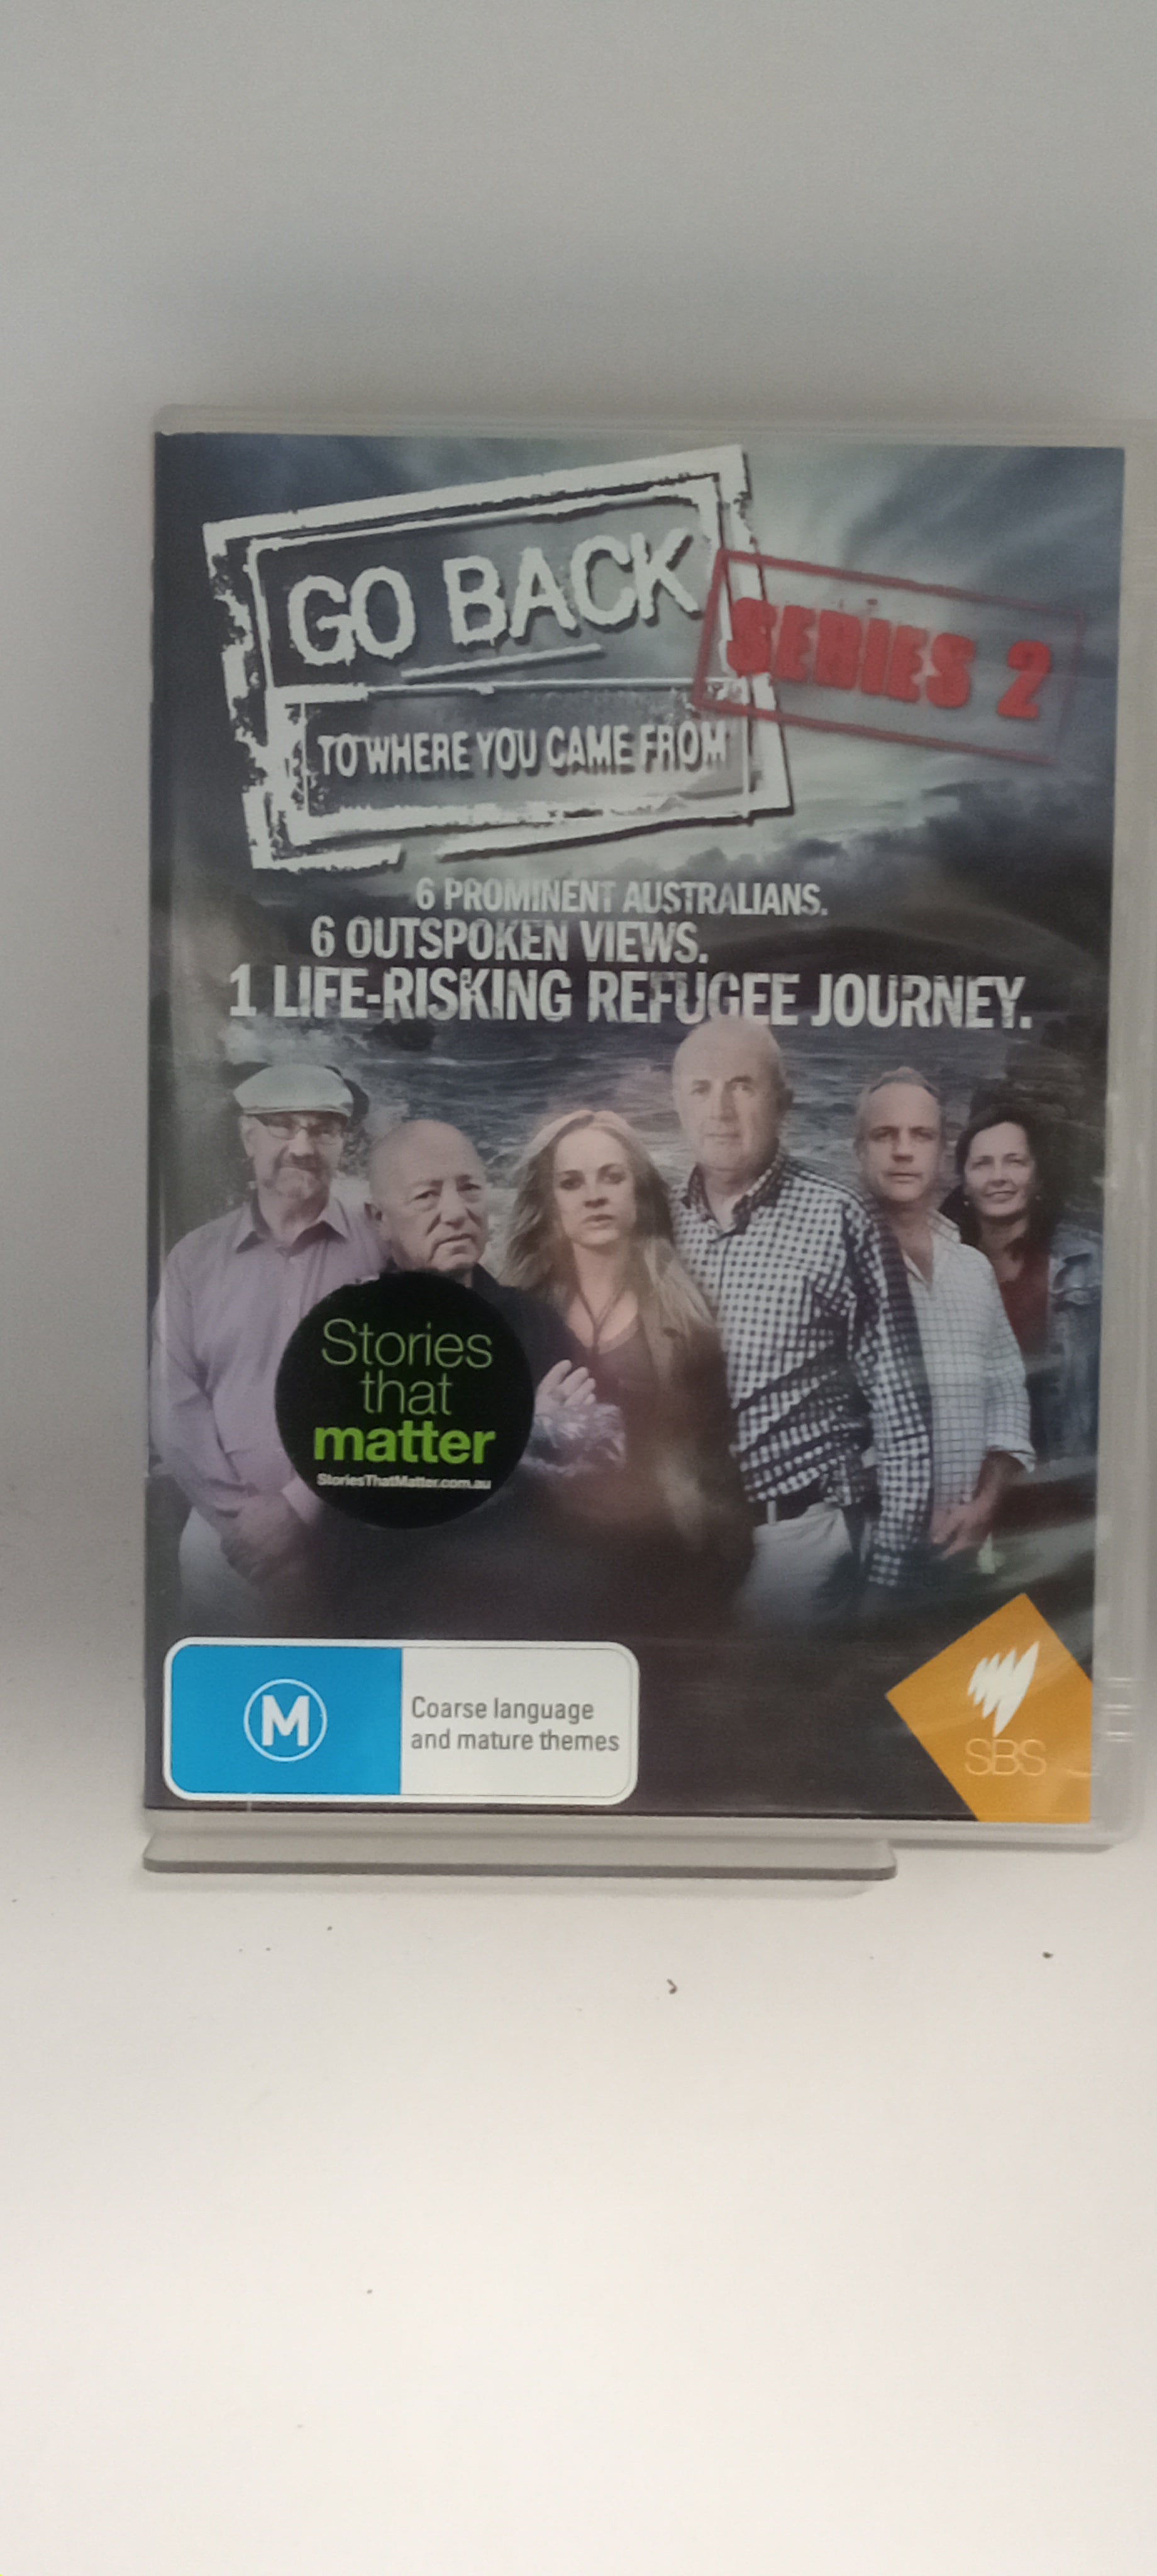 GO BACK
SERIES 2
TO WHERE YOU CAME FROM
6 PROMINENT AUSTRALIANS.
6 OUTSPOKEN VIEWS.
1 LIFE-RISKING REFUGEE JOURNEY.
Stories
that
matter
StoriesThatMatter.com.au
M
Coarse language
and mature themes
SBS